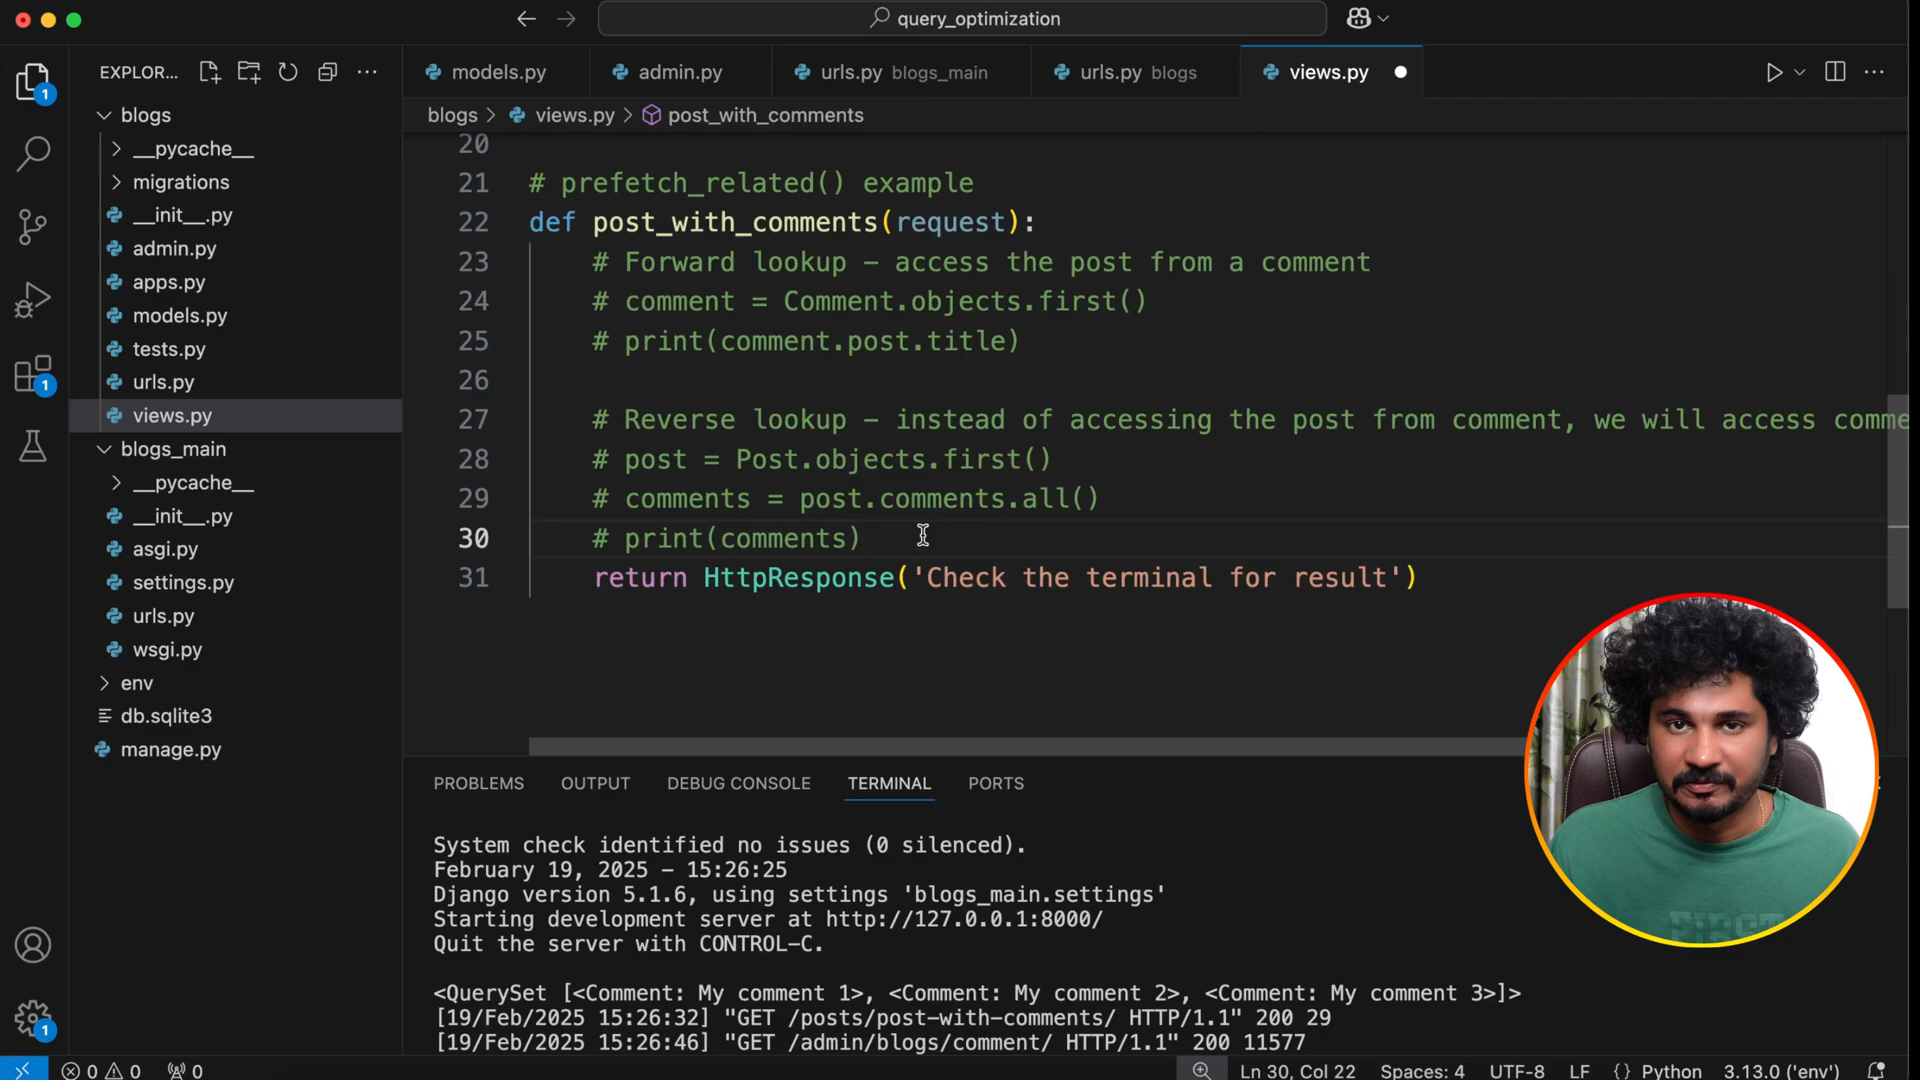 query_optimization
EXPLOR...
models.py
admin.py
urls.py blogs_main
urls.py blogs
views.py
blogs > views.py > post_with_comments
blogs
__pycache__
migrations
__init__.py
admin.py
apps.py
models.py
tests.py
urls.py
views.py
blogs_main
__pycache__
__init__.py
asgi.py
settings.py
urls.py
wsgi.py
env
db.sqlite3
manage.py
1
1
1
20
21 # prefetch_related() example
22 def post_with_comments(request):
23 # Forward lookup – access the post from a comment
24 # comment = Comment.objects.first()
25 # print(comment.post.title)
26
27 # Reverse lookup – instead of accessing the post from comment, we will access comme
28 # post = Post.objects.first()
29 # comments = post.comments.all()
30 # print(comments)
31 return HttpResponse('Check the terminal for result')
PROBLEMS OUTPUT DEBUG CONSOLE TERMINAL PORTS
System check identified no issues (0 silenced).
February 19, 2025 – 15:26:25
Django version 5.1.6, using settings 'blogs_main.settings'
Starting development server at http://127.0.0.1:8000/
Quit the server with CONTROL-C.
<QuerySet [<Comment: My comment 1>, <Comment: My comment 2>, <Comment: My comment 3>]>
[19/Feb/2025 15:26:32] "GET /posts/post-with-comments/ HTTP/1.1" 200 29
[19/Feb/2025 15:26:46] "GET /admin/blogs/comment/ HTTP/1.1" 200 11577
0 0 0 Ln 30, Col 22 Spaces: 4 UTF-8 LF {} Python 3.13.0 ('env')